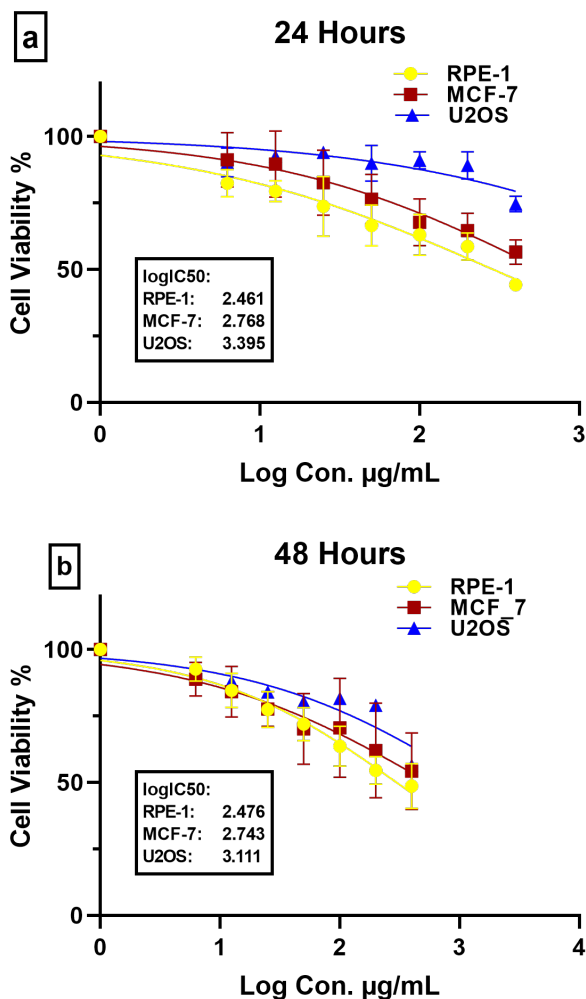 a
24 Hours
RPE-1
MCF-7
U2OS
100
50
0
Cell Viability %
logIC50:
RPE-1: 2.461
MCF-7: 2.768
U2OS: 3.395
0 1 2 3
Log Con. µg/mL
b
48 Hours
RPE-1
MCF_7
U2OS
100
50
0
Cell Viability %
logIC50:
RPE-1: 2.476
MCF-7: 2.743
U2OS: 3.111
0 1 2 3 4
Log Con. µg/mL